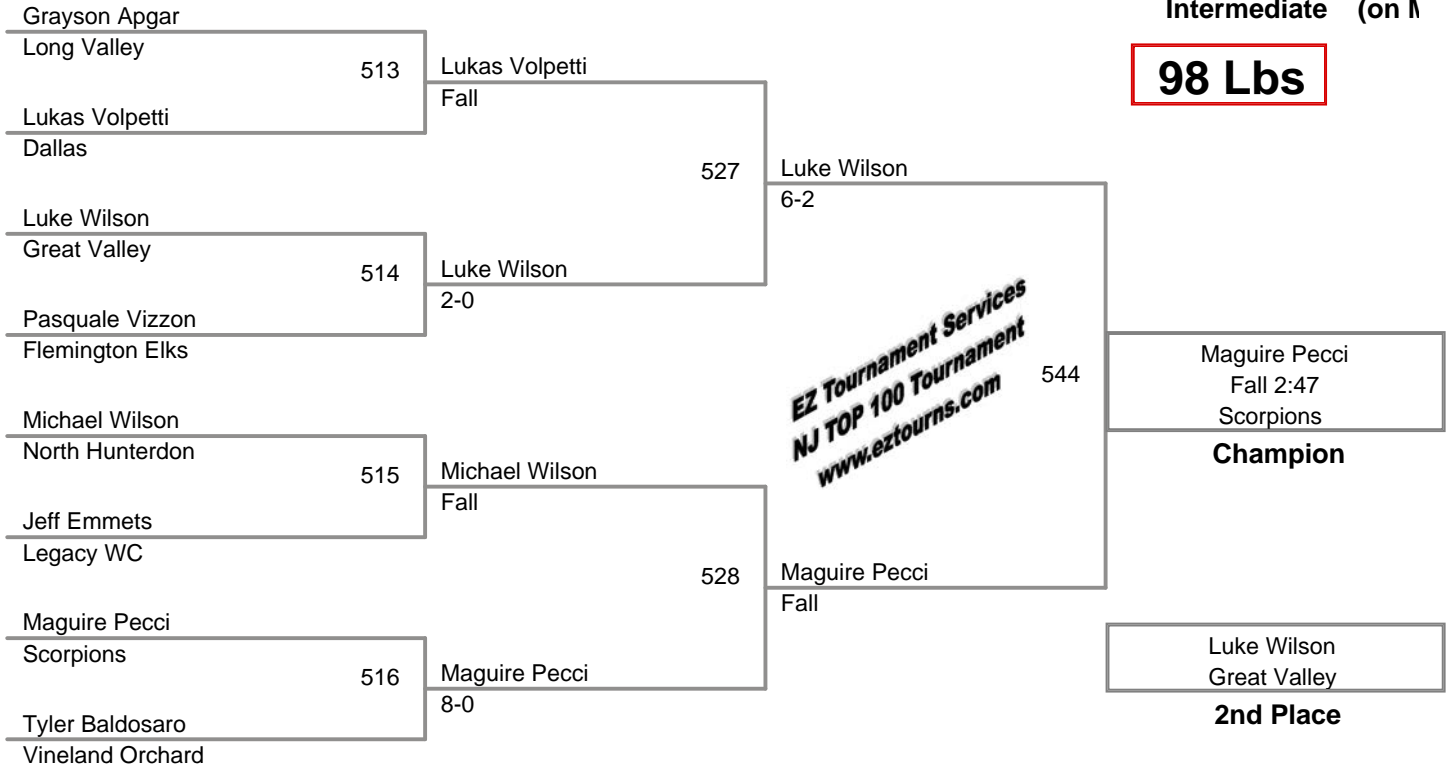 Intermediate (on
98 Lbs
Grayson Apgar
Long Valley
513
Lukas Volpetti
Fall
Lukas Volpetti
Dallas
527
Luke Wilson
6-2
Luke Wilson
Great Valley
514
Luke Wilson
2-0
Pasquale Vizzon
Flemington Elks
EZ Tournament Services
NJ TOP 100 Tournament
www.eztourns.com
544
Maguire Pecci
Fall 2:47
Scorpions
Champion
Michael Wilson
North Hunterdon
515
Michael Wilson
Fall
Jeff Emmets
Legacy WC
528
Maguire Pecci
Fall
Maguire Pecci
Scorpions
516
Maguire Pecci
8-0
Tyler Baldosaro
Vineland Orchard
Luke Wilson
Great Valley
2nd Place